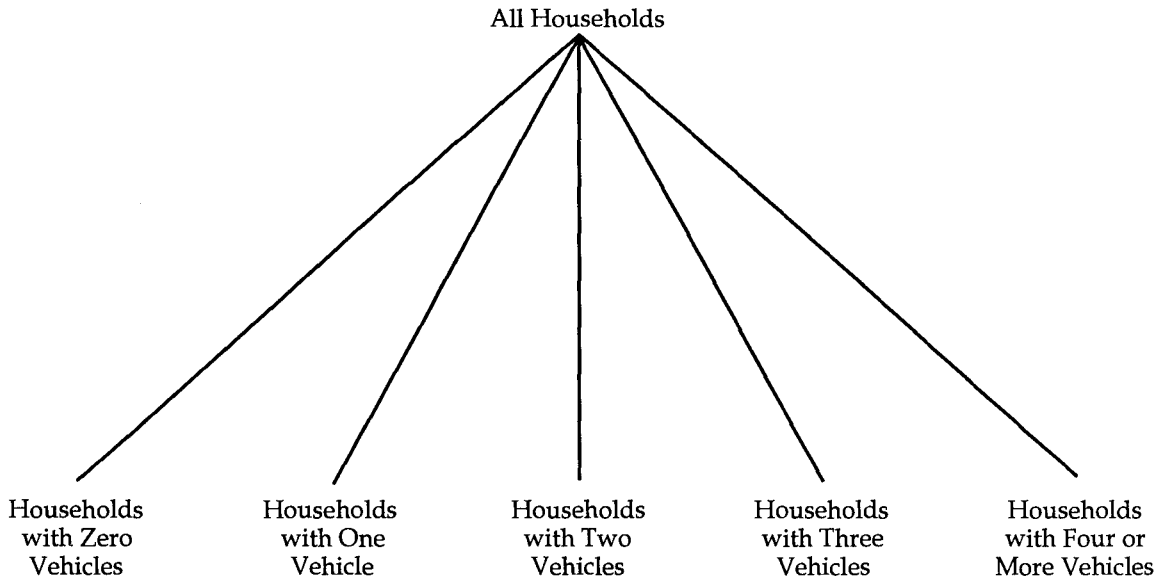 All Households
Households
with Zero
Vehicles
Households
with One
Vehicle
Households
with Two
Vehicles
Households
with Three
Vehicles
Households
with Four or
More Vehicles